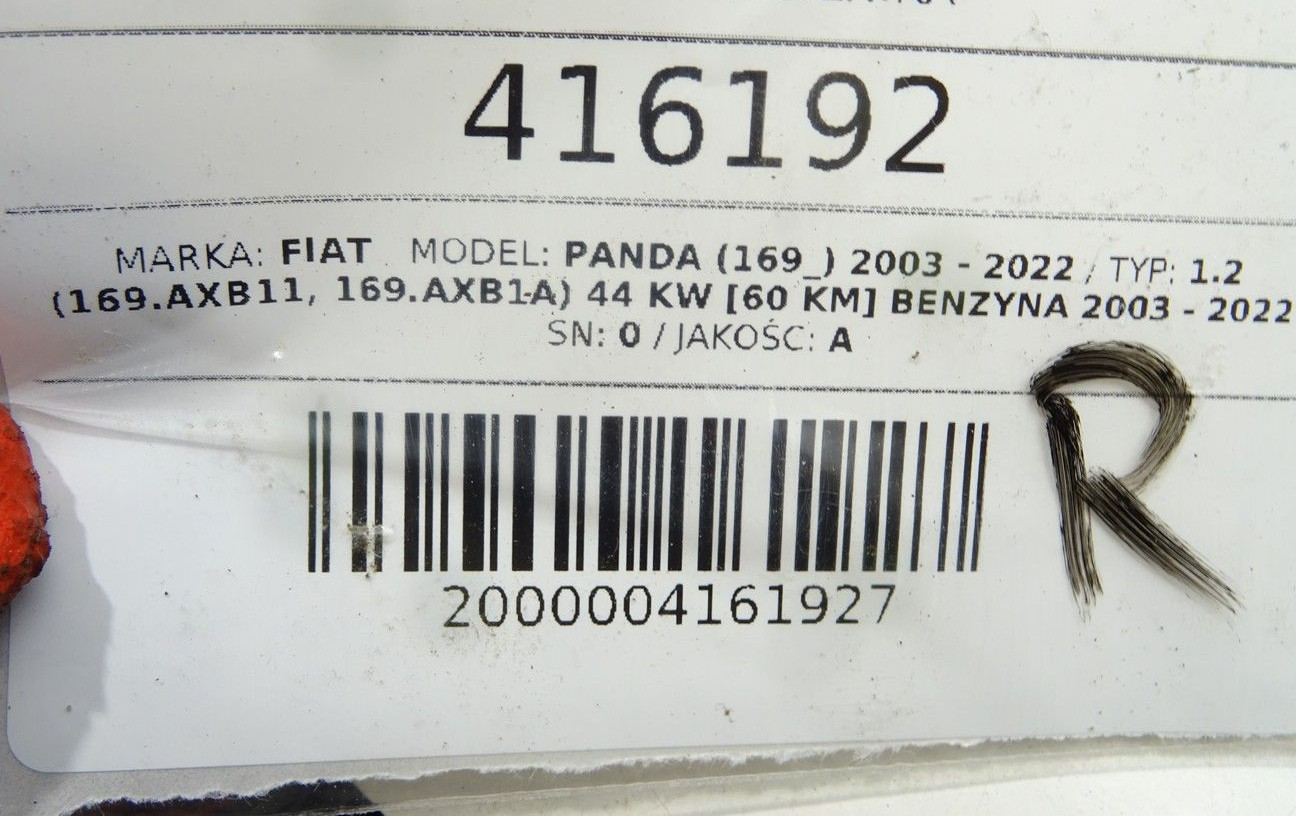 416192
MARKA: FIAT MODEL: PANDA (169_) 2003 - 2022 / TYP: 1.2
(169.AXB11, 169.AXB1A) 44 KW [60 KM] BENZYNA 2003 - 2022
SN: 0 / JAKOŚĆ: A
R
2000004161927